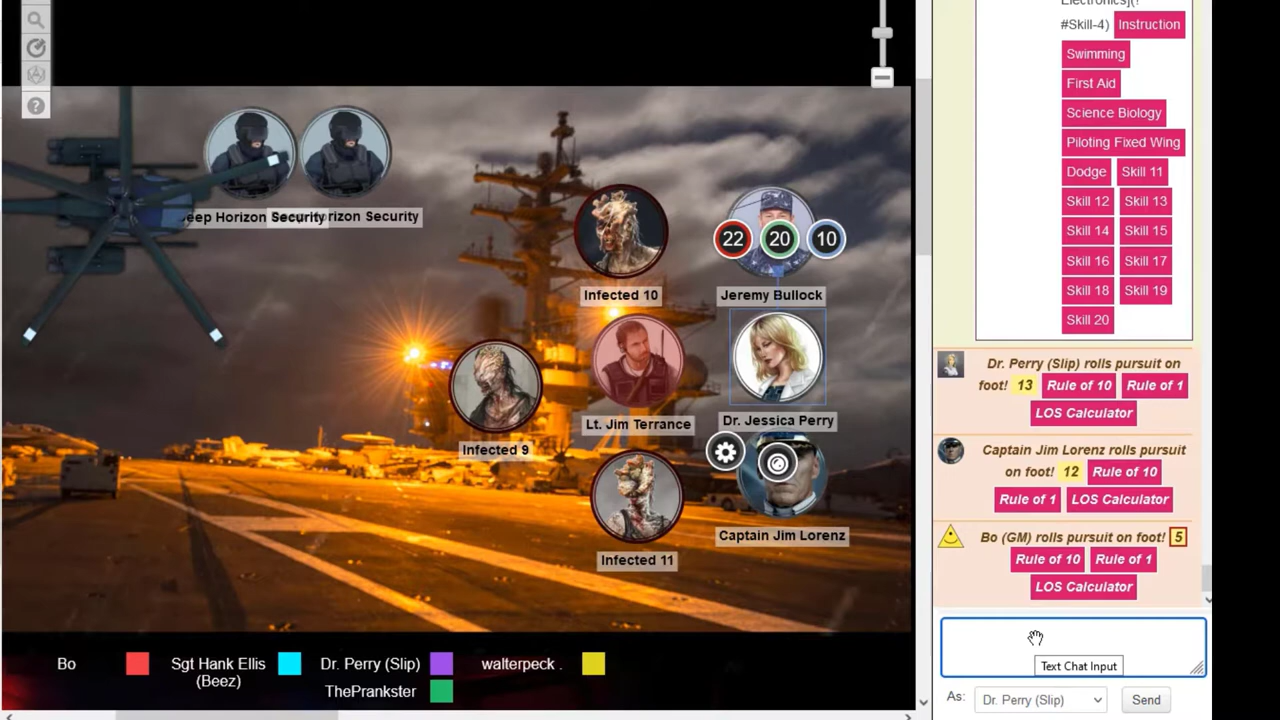 Electronics](!
#Skill-4) Instruction
Swimming
First Aid
Science Biology
Piloting Fixed Wing
Dodge Skill 11
Skill 12 Skill 13
Skill 14 Skill 15
Skill 16 Skill 17
Skill 18 Skill 19
Skill 20
eep Horizon Security rizon Security
22 20 10
Infected 10
Jeremy Bullock
Lt. Jim Terrance
Dr. Jessica Perry
Infected 9
Infected 11
Captain Jim Lorenz
Dr. Perry (Slip) rolls pursuit on
foot! 13 Rule of 10 Rule of 1
LOS Calculator
Captain Jim Lorenz rolls pursuit
on foot! 12 Rule of 10
Rule of 1 LOS Calculator
Bo (GM) rolls pursuit on foot! 5
Rule of 10 Rule of 1
LOS Calculator
Text Chat Input
As: Dr. Perry (Slip) Send
Bo
Sgt Hank Ellis
(Beez)
Dr. Perry (Slip)
walterpeck .
ThePrankster